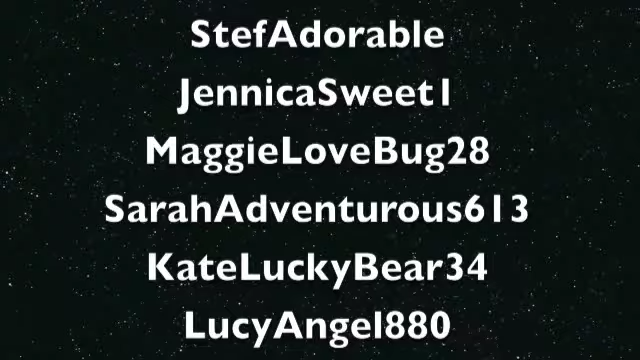 StefAdorable
JennicaSweet1
MaggieLoveBug28
SarahAdventurous613
KateLuckyBear34
LucyAngel880